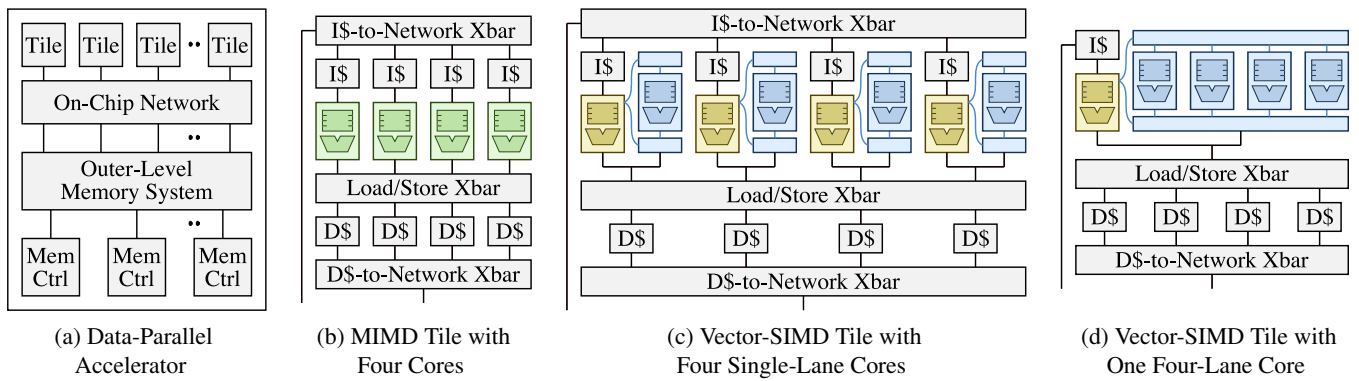 Tile Tile Tile •• Tile
On-Chip Network
••
Outer-Level
Memory System
••
Mem Mem Mem
Ctrl Ctrl Ctrl
(a) Data-Parallel
Accelerator
I$-to-Network Xbar
I$ I$ I$ I$
Load/Store Xbar
D$ D$ D$ D$
D$-to-Network Xbar
(b) MIMD Tile with
Four Cores
I$-to-Network Xbar
I$ I$ I$ I$
Load/Store Xbar
D$ D$ D$ D$
D$-to-Network Xbar
(c) Vector-SIMD Tile with
Four Single-Lane Cores
I$
Load/Store Xbar
D$ D$ D$ D$
D$-to-Network Xbar
(d) Vector-SIMD Tile with
One Four-Lane Core